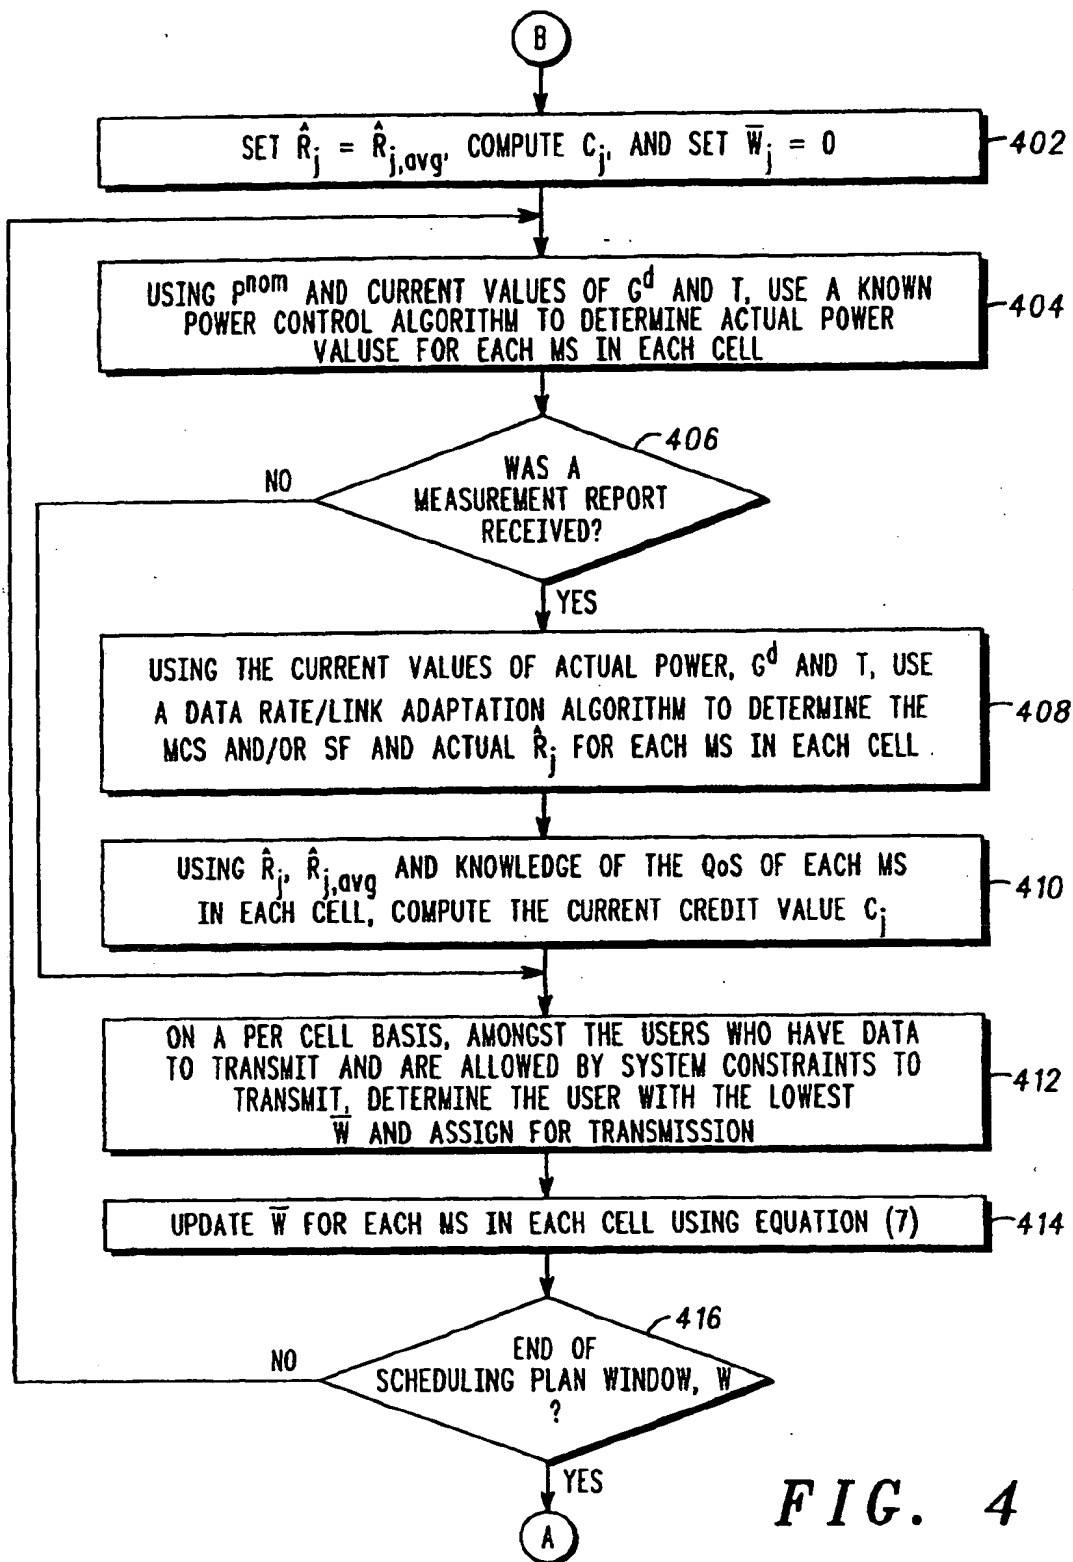 B
SET R̂j = R̂j,avg, COMPUTE Cj, AND SET W̅j = 0
402
USING Pnom AND CURRENT VALUES OF Gd AND T, USE A KNOWN
POWER CONTROL ALGORITHM TO DETERMINE ACTUAL POWER
VALUSE FOR EACH MS IN EACH CELL
404
406
WAS A
MEASUREMENT REPORT
RECEIVED?
NO
YES
USING THE CURRENT VALUES OF ACTUAL POWER, Gd AND T, USE
A DATA RATE/LINK ADAPTATION ALGORITHM TO DETERMINE THE
MCS AND/OR SF AND ACTUAL R̂j FOR EACH MS IN EACH CELL
408
USING R̂j, R̂j,avg AND KNOWLEDGE OF THE QoS OF EACH MS
IN EACH CELL, COMPUTE THE CURRENT CREDIT VALUE Cj
410
ON A PER CELL BASIS, AMONGST THE USERS WHO HAVE DATA
TO TRANSMIT AND ARE ALLOWED BY SYSTEM CONSTRAINTS TO
TRANSMIT, DETERMINE THE USER WITH THE LOWEST
W̅ AND ASSIGN FOR TRANSMISSION
412
UPDATE W̅ FOR EACH MS IN EACH CELL USING EQUATION (7)
414
416
END OF
SCHEDULING PLAN WINDOW, W
?
NO
YES
A
FIG. 4